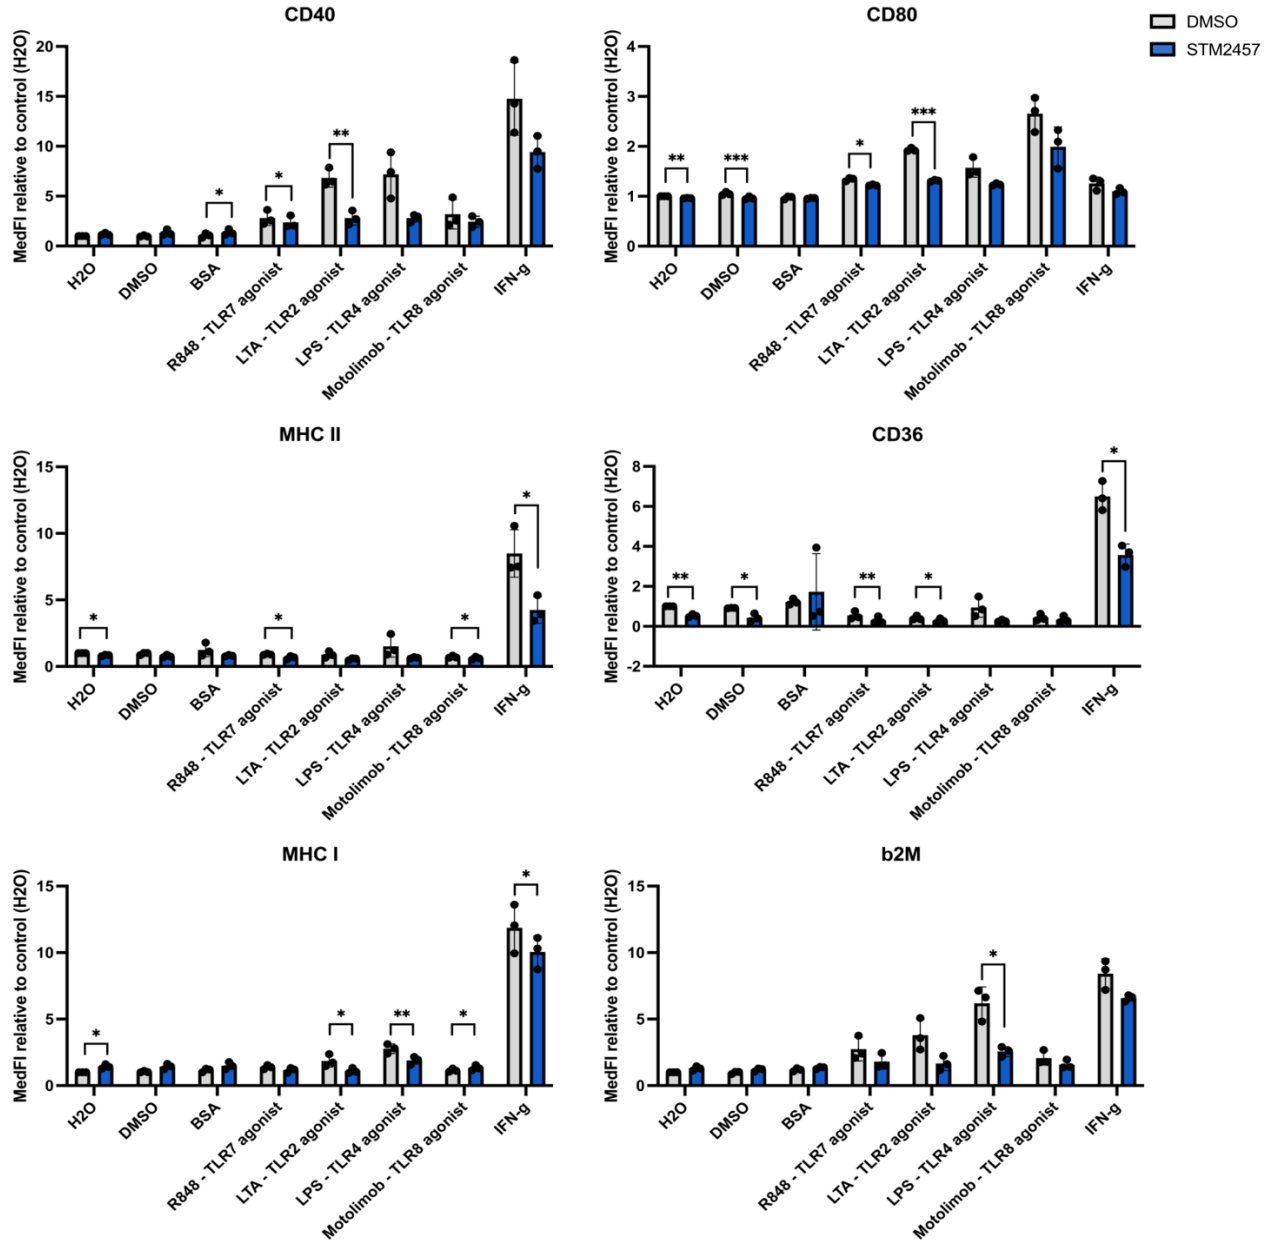 CD40
MedFI relative to control (H2O)
20
15
10
5
0
*
*
**
H2O
DMSO
BSA
R848 - TLR7 agonist
LTA - TLR2 agonist
LPS - TLR4 agonist
Motolimob - TLR8 agonist
IFN-g
CD80
MedFI relative to control (H2O)
4
3
2
1
0
**
***
*
***
H2O
DMSO
BSA
R848 - TLR7 agonist
LTA - TLR2 agonist
LPS - TLR4 agonist
Motolimob - TLR8 agonist
IFN-g
DMSO
STM2457
MHC II
MedFI relative to control (H2O)
15
10
5
0
*
*
*
*
H2O
DMSO
BSA
R848 - TLR7 agonist
LTA - TLR2 agonist
LPS - TLR4 agonist
Motolimob - TLR8 agonist
IFN-g
CD36
MedFI relative to control (H2O)
8
6
4
2
0
-2
**
*
**
*
*
H2O
DMSO
BSA
R848 - TLR7 agonist
LTA - TLR2 agonist
LPS - TLR4 agonist
Motolimob - TLR8 agonist
IFN-g
MHC I
MedFI relative to control (H2O)
15
10
5
0
*
*
**
*
*
H2O
DMSO
BSA
R848 - TLR7 agonist
LTA - TLR2 agonist
LPS - TLR4 agonist
Motolimob - TLR8 agonist
IFN-g
b2M
MedFI relative to control (H2O)
15
10
5
0
*
H2O
DMSO
BSA
R848 - TLR7 agonist
LTA - TLR2 agonist
LPS - TLR4 agonist
Motolimob - TLR8 agonist
IFN-g